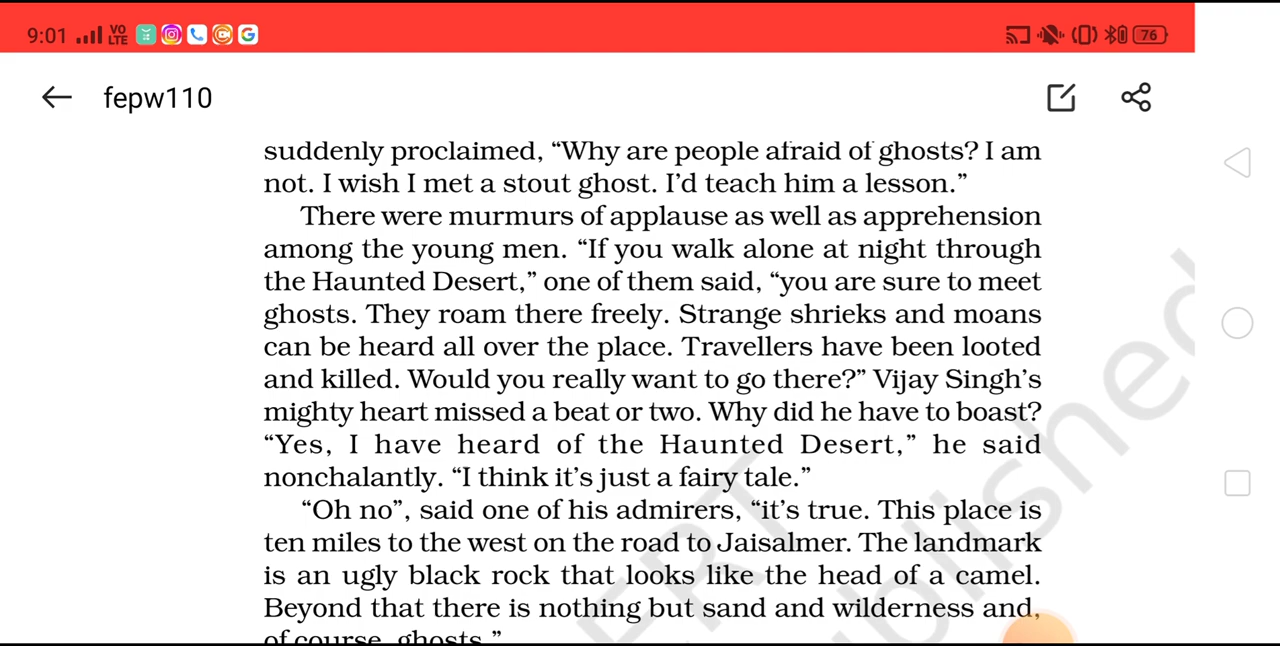 9:01 VO LTE 76
fepw110
suddenly proclaimed, “Why are people afraid of ghosts? I am
not. I wish I met a stout ghost. I’d teach him a lesson.”
There were murmurs of applause as well as apprehension
among the young men. “If you walk alone at night through
the Haunted Desert,” one of them said, “you are sure to meet
ghosts. They roam there freely. Strange shrieks and moans
can be heard all over the place. Travellers have been looted
and killed. Would you really want to go there?” Vijay Singh’s
mighty heart missed a beat or two. Why did he have to boast?
“Yes, I have heard of the Haunted Desert,” he said
nonchalantly. “I think it’s just a fairy tale.”
“Oh no”, said one of his admirers, “it’s true. This place is
ten miles to the west on the road to Jaisalmer. The landmark
is an ugly black rock that looks like the head of a camel.
Beyond that there is nothing but sand and wilderness and,
of course, ghosts.”